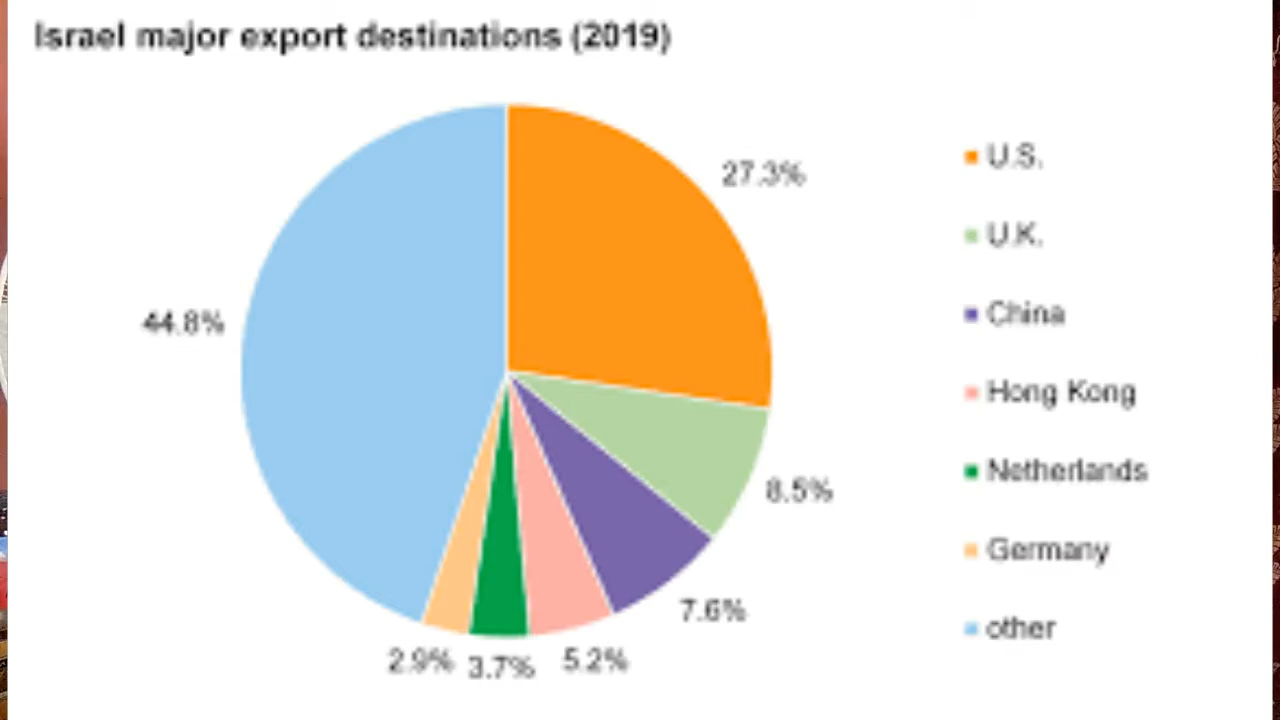 Israel major export destinations (2019)
27.3%
8.5%
7.6%
5.2%
3.7%
2.9%
44.8%
U.S.
U.K.
China
Hong Kong
Netherlands
Germany
other